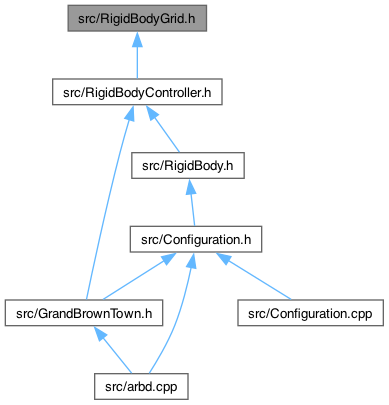 src/RigidBodyGrid.h
src/RigidBodyController.h
src/RigidBody.h
src/Configuration.h
src/GrandBrownTown.h
src/Configuration.cpp
src/arbd.cpp